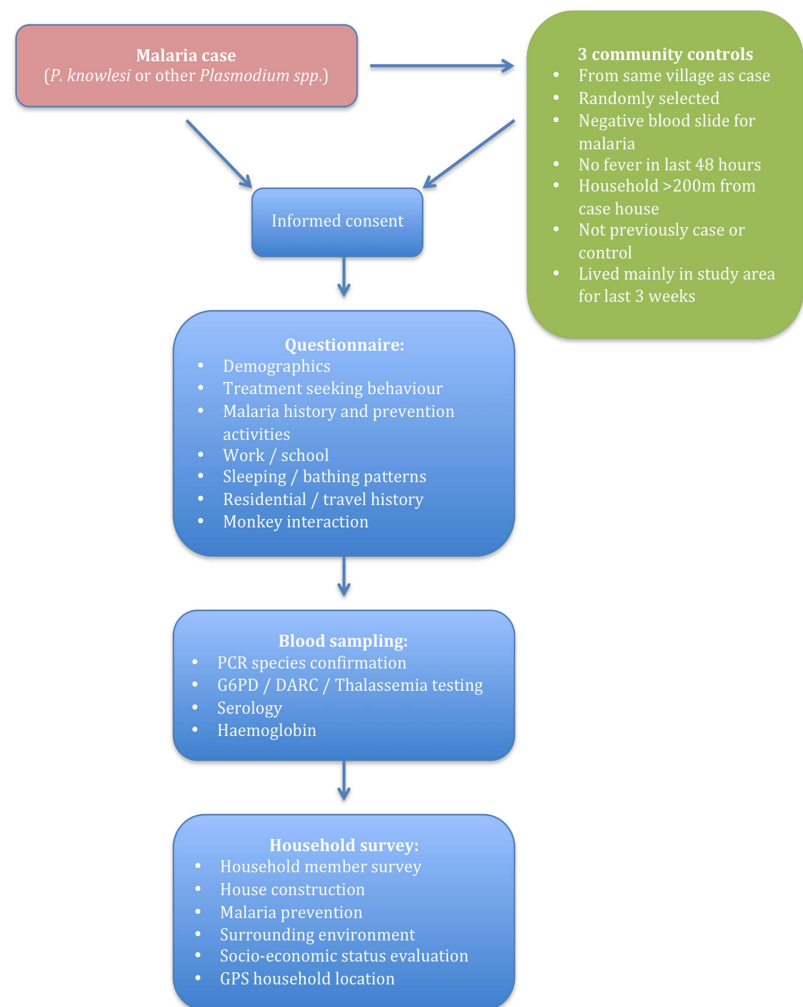 Malaria case
(P. knowlesi or other Plasmodium spp.)
3 community controls
• From same village as case
• Randomly selected
• Negative blood slide for
malaria
• No fever in last 48 hours
• Household >200m from
case house
• Not previously case or
control
• Lived mainly in study area
for last 3 weeks
Informed consent
Questionnaire:
• Demographics
• Treatment seeking behaviour
• Malaria history and prevention
activities
• Work / school
• Sleeping / bathing patterns
• Residential / travel history
• Monkey interaction
Blood sampling:
• PCR species confirmation
• G6PD / DARC / Thalassemia testing
• Serology
• Haemoglobin
Household survey:
• Household member survey
• House construction
• Malaria prevention
• Surrounding environment
• Socio-economic status evaluation
• GPS household location